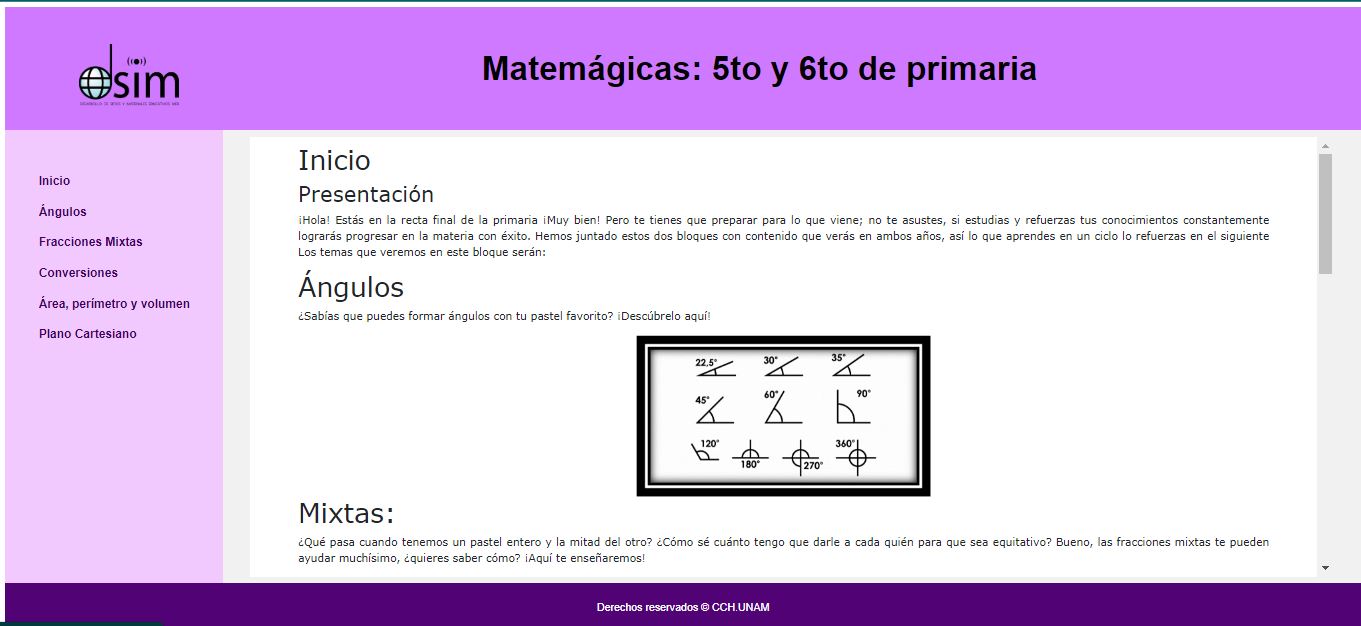 dsim
DESARROLLO DE SITIOS Y MATERIALES EDUCATIVOS WEB
Matemágicas: 5to y 6to de primaria
Inicio
Ángulos
Fracciones Mixtas
Conversiones
Área, perímetro y volumen
Plano Cartesiano
Inicio
Presentación
¡Hola! Estás en la recta final de la primaria ¡Muy bien! Pero te tienes que preparar para lo que viene; no te asustes, si estudias y refuerzas tus conocimientos constantemente
lograrás progresar en la materia con éxito. Hemos juntado estos dos bloques con contenido que verás en ambos años, así lo que aprendes en un ciclo lo refuerzas en el siguiente
Los temas que veremos en este bloque serán:
Ángulos
¿Sabías que puedes formar ángulos con tu pastel favorito? ¡Descúbrelo aquí!
22,5° 30° 35°
45° 60° 90°
120° 180° 270° 360°
Mixtas:
¿Qué pasa cuando tenemos un pastel entero y la mitad del otro? ¿Cómo sé cuánto tengo que darle a cada quién para que sea equitativo? Bueno, las fracciones mixtas te pueden
ayudar muchísimo, ¿quieres saber cómo? ¡Aquí te enseñaremos!
Derechos reservados © CCH.UNAM